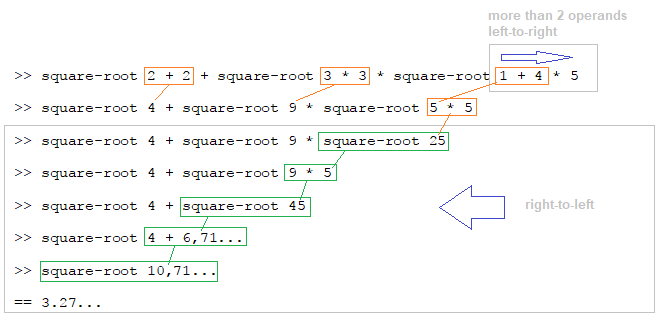 more than 2 operands
left-to-right
>> square-root 2 + 2 + square-root 3 * 3 * square-root 1 + 4 * 5
>> square-root 4 + square-root 9 * square-root 5 * 5
>> square-root 4 + square-root 9 * square-root 25
>> square-root 4 + square-root 9 * 5
>> square-root 4 + square-root 45
right-to-left
>> square-root 4 + 6,71...
>> square-root 10,71...
== 3.27...